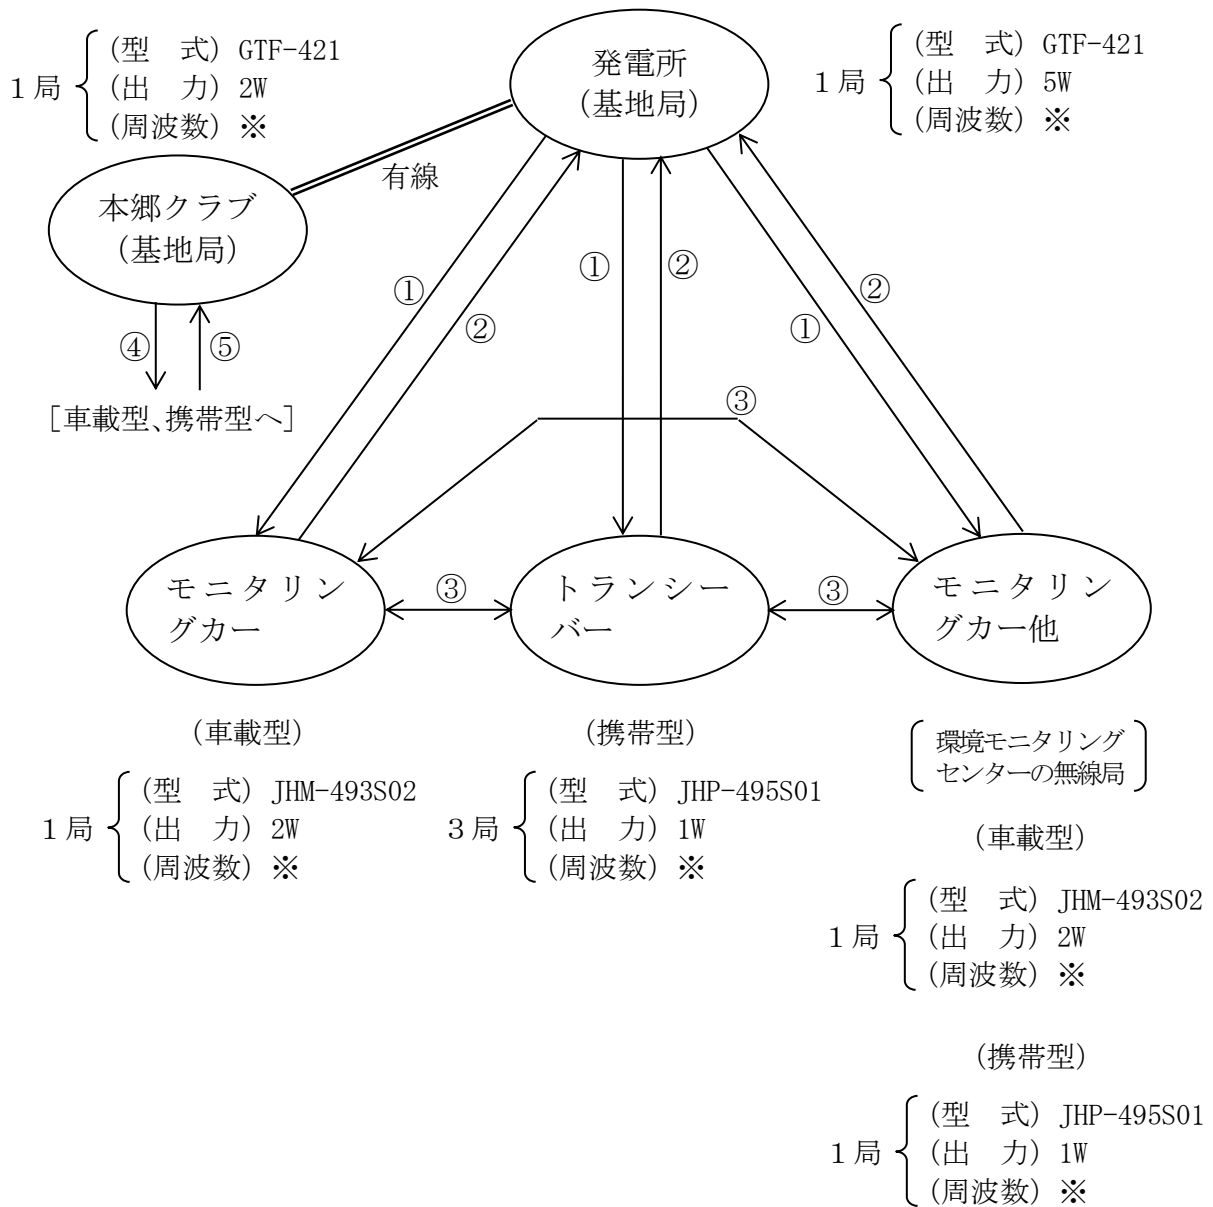 (型　式) GTF-421
1局
(出　力) 2W
(周波数) ※
発電所
(基地局)
(型　式) GTF-421
1局
(出　力) 5W
(周波数) ※
有線
本郷クラブ
(基地局)
①
②
①
②
①
②
④
⑤
[車載型、携帯型へ]
③
モニタリン
グカー
③
トランシー
バー
③
モニタリン
グカー他
(車載型)
(型　式) JHM-493S02
1局
(出　力) 2W
(周波数) ※
(携帯型)
(型　式) JHP-495S01
3局
(出　力) 1W
(周波数) ※
環境モニタリング
センターの無線局
(車載型)
(型　式) JHM-493S02
1局
(出　力) 2W
(周波数) ※
(携帯型)
(型　式) JHP-495S01
1局
(出　力) 1W
(周波数) ※